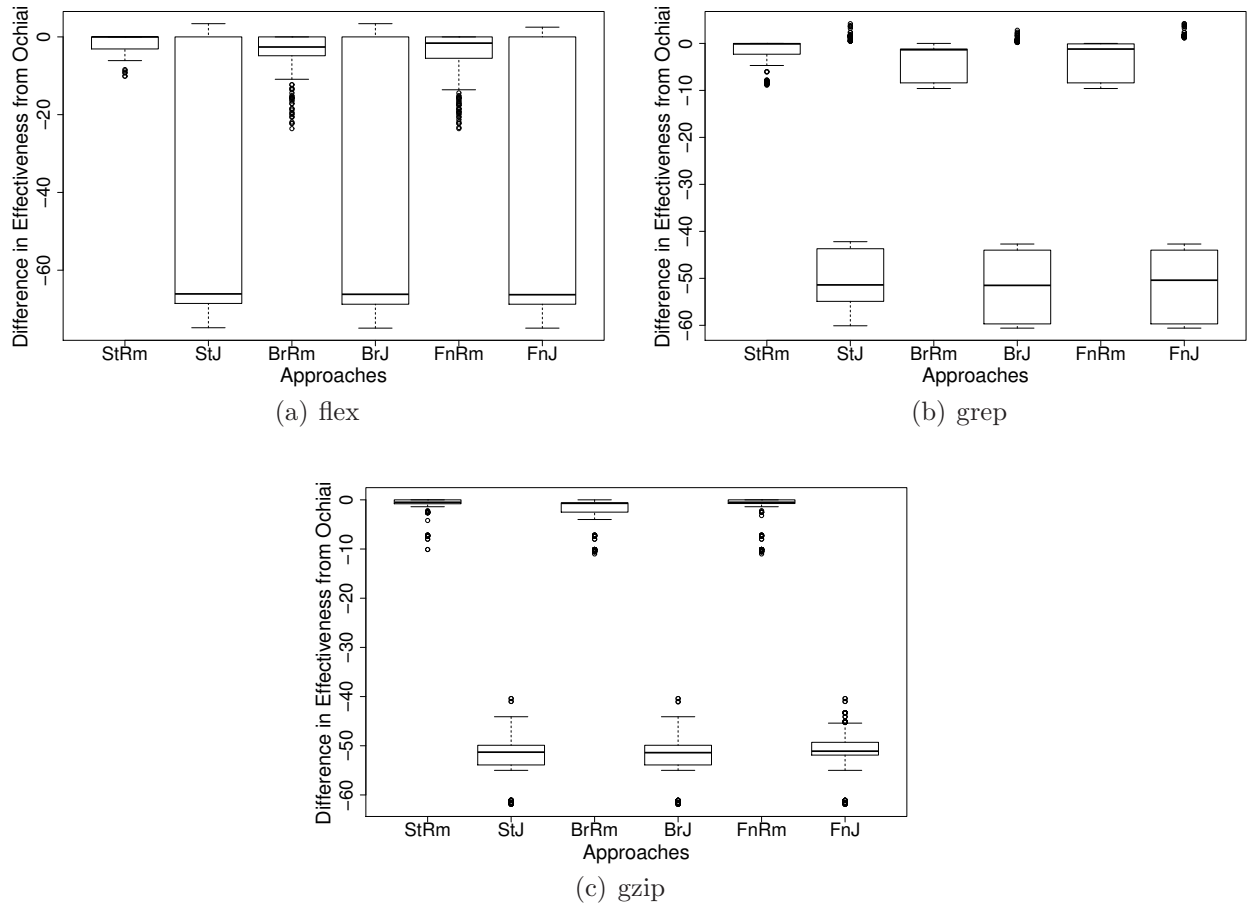 Difference in Effectiveness from Ochiai
0
−20
−40
−60
StRm StJ BrRm BrJ FnRm FnJ
Approaches
(a) flex
Difference in Effectiveness from Ochiai
0
−10
−20
−30
−40
−50
−60
StRm StJ BrRm BrJ FnRm FnJ
Approaches
(b) grep
Difference in Effectiveness from Ochiai
0
−10
−20
−30
−40
−50
−60
StRm StJ BrRm BrJ FnRm FnJ
Approaches
(c) gzip